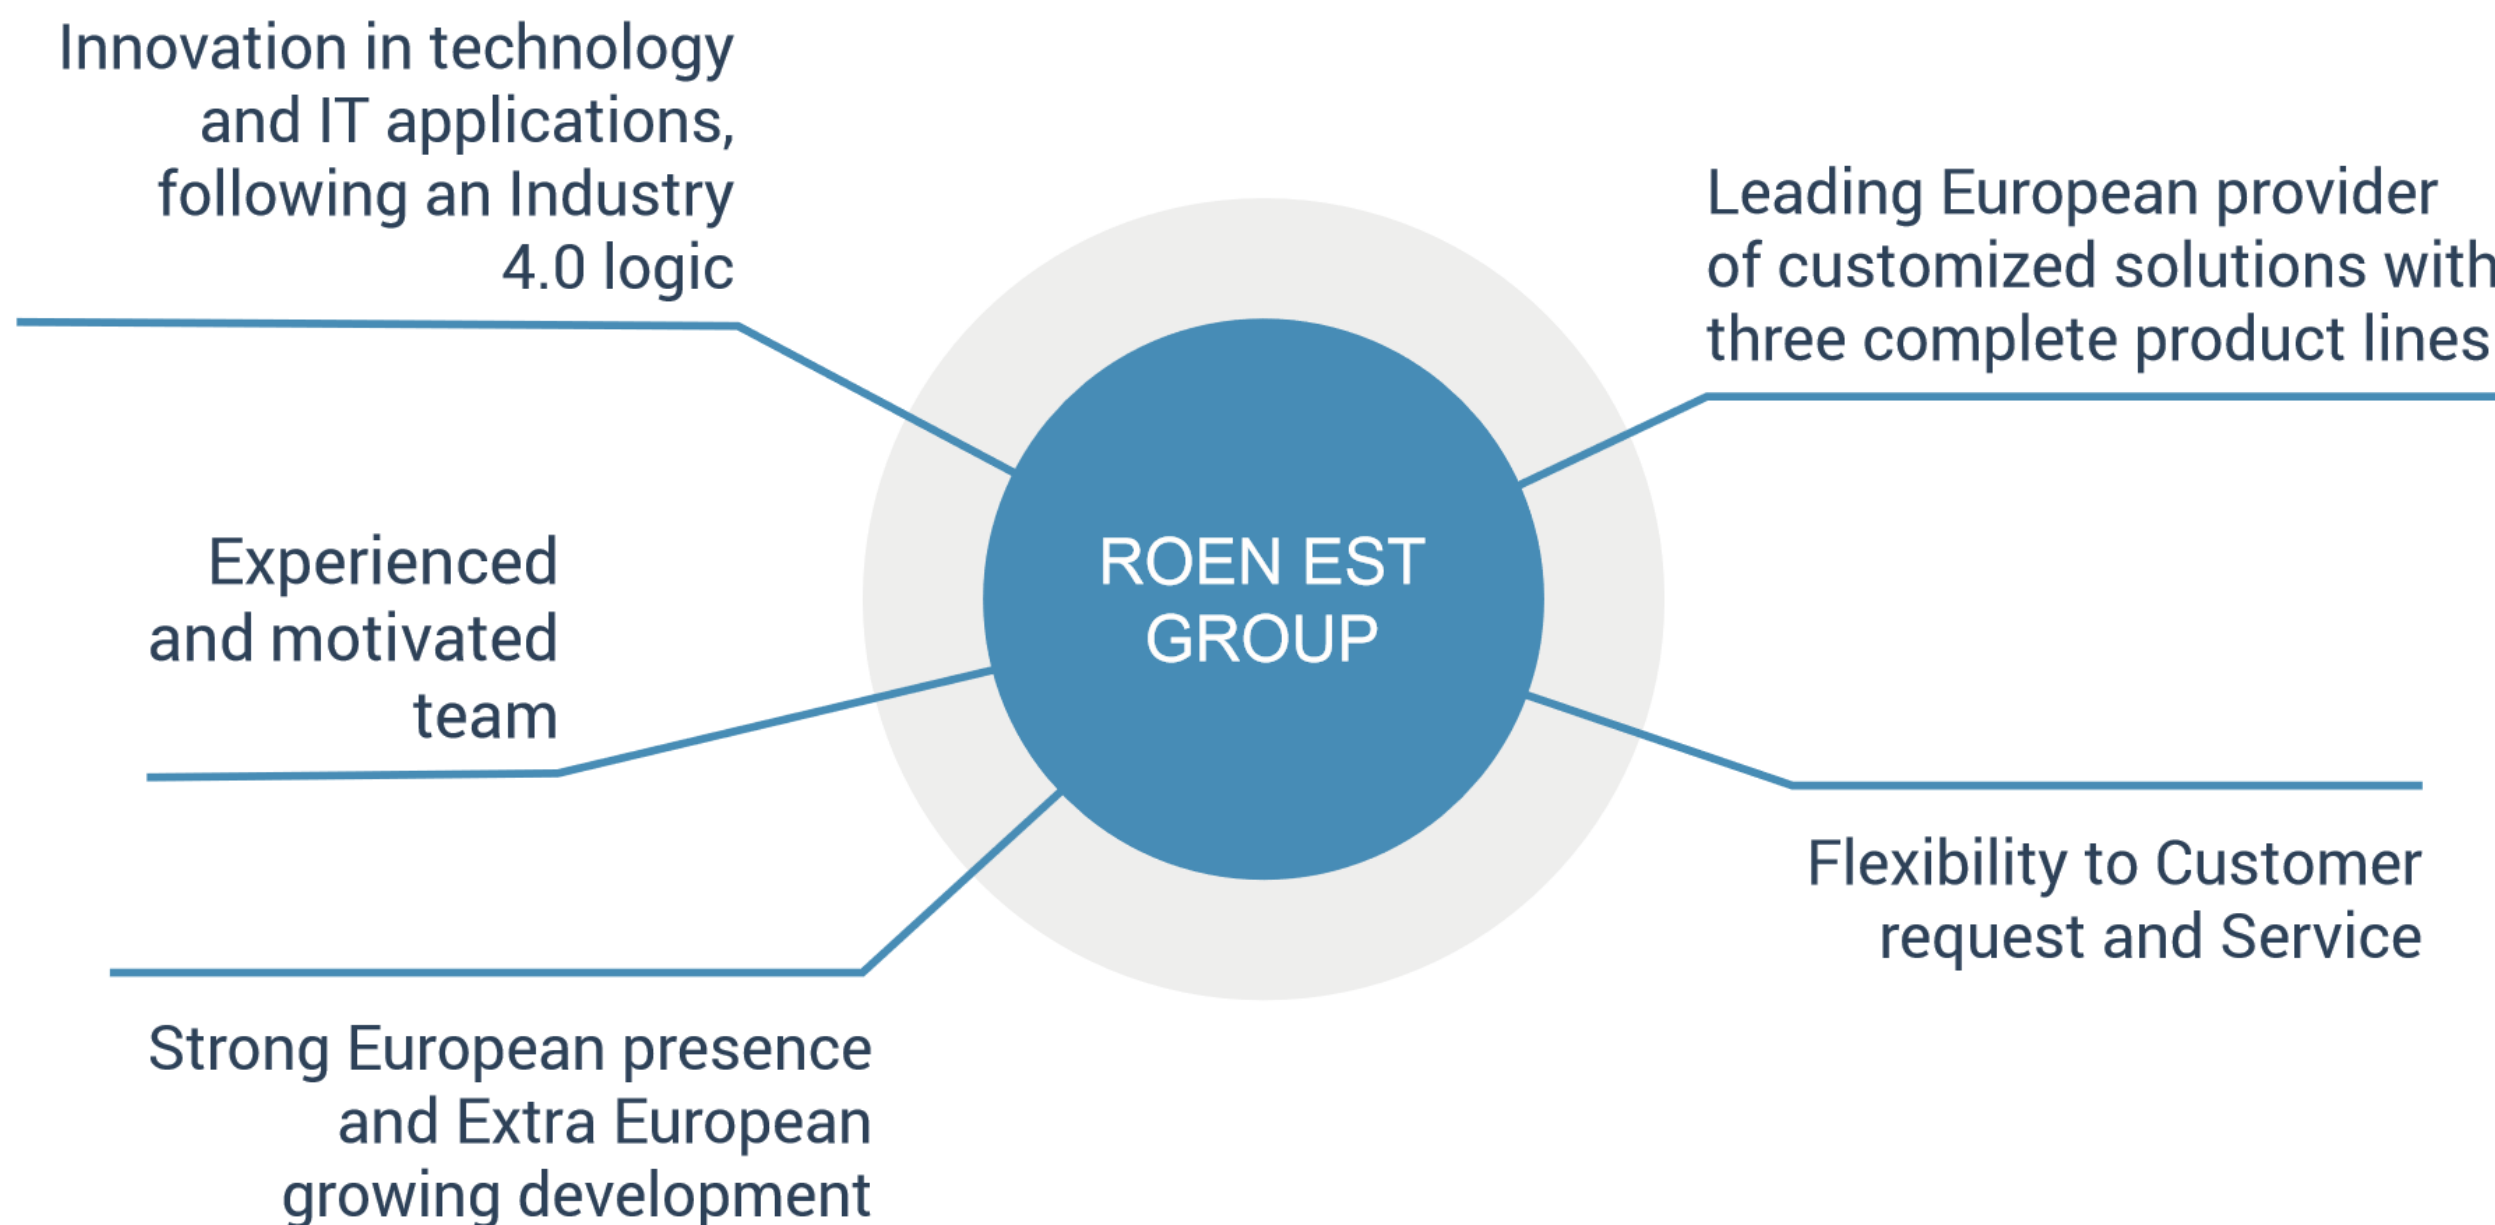 Innovation in technology
and IT applications,
following an Industry
4.0 logic
Leading European provider
of customized solutions with
three complete product lines
Experienced
and motivated
team
ROEN EST
GROUP
Flexibility to Customer
request and Service
Strong European presence
and Extra European
growing development